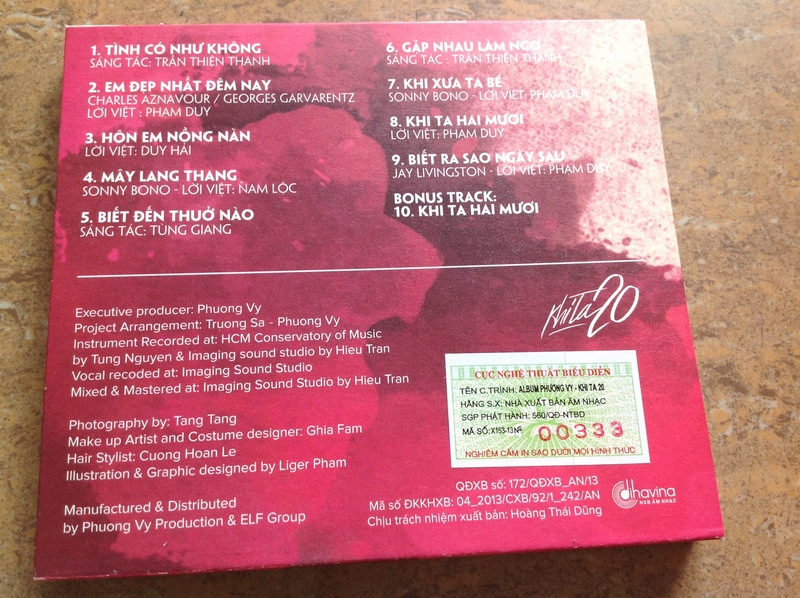 1. TÌNH CÓ NHƯ KHÔNG
SÁNG TÁC: TRẦN THIỆN THANH
2. EM ĐẸP NHẤT ĐÊM NAY
CHARLES AZNAVOUR / GEORGES GARVARENTZ
LỜI VIỆT : PHẠM DUY
3. HÔN EM NỒNG NÀN
LỜI VIỆT: DUY HẢI
4. MÂY LANG THANG
SONNY BONO - LỜI VIỆT: NAM LỘC
5. BIẾT ĐẾN THUỞ NÀO
SÁNG TÁC: TÙNG GIANG
6. GẶP NHAU LÀM NGƠ
SÁNG TÁC : TRẦN THIỆN THANH
7. KHI XƯA TA BÉ
SONNY BONO - LỜI VIỆT: PHẠM DUY
8. KHI TA HAI MƯƠI
LỜI VIỆT: PHẠM DUY
9. BIẾT RA SAO NGÀY SAU
JAY LIVINGSTON - LỜI VIỆT: PHẠM DUY
BONUS TRACK:
10. KHI TA HAI MƯƠI
Executive producer: Phuong Vy
Project Arrangement: Truong Sa - Phuong Vy
Instrument Recorded at: HCM Conservatory of Music
by Tung Nguyen & Imaging sound studio by Hieu Tran
Vocal recoded at: Imaging Sound Studio
Mixed & Mastered at: Imaging Sound Studio by Hieu Tran
Photography by: Tang Tang
Make up Artist and Costume designer: Ghia Fam
Hair Stylist: Cuong Hoan Le
Illustration & Graphic designed by Liger Pham
Manufactured & Distributed
by Phuong Vy Production & ELF Group
Khi Ta 20
CỤC NGHỆ THUẬT BIỂU DIỄN
TÊN C.TRÌNH: ALBUM PHƯƠNG VY - KHI TA 20
HÃNG S.X: NHÀ XUẤT BẢN ÂM NHẠC
SGP PHÁT HÀNH: 560/QĐ-NTBD
MÃ SỐ: X153-13 Nº 00333
NGHIÊM CẤM IN SAO DƯỚI MỌI HÌNH THỨC
QĐXB số: 172/QĐXB_AN/13
Mã số ĐKKHXB: 04_2013/CXB/92/1_242/AN
Chịu trách nhiệm xuất bản: Hoàng Thái Dũng
dihavina
NXB ÂM NHẠC